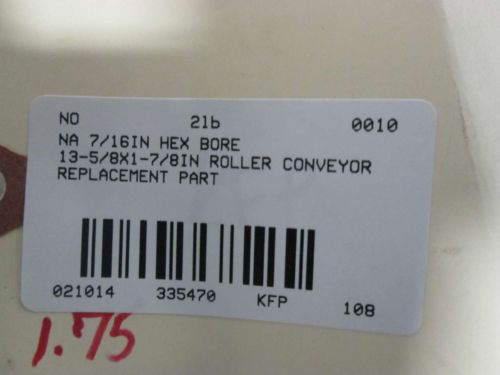 NO 2lb 0010
NA 7/16IN HEX BORE
13-5/8X1-7/8IN ROLLER CONVEYOR
REPLACEMENT PART
021014 335470 KFP 108
1.75